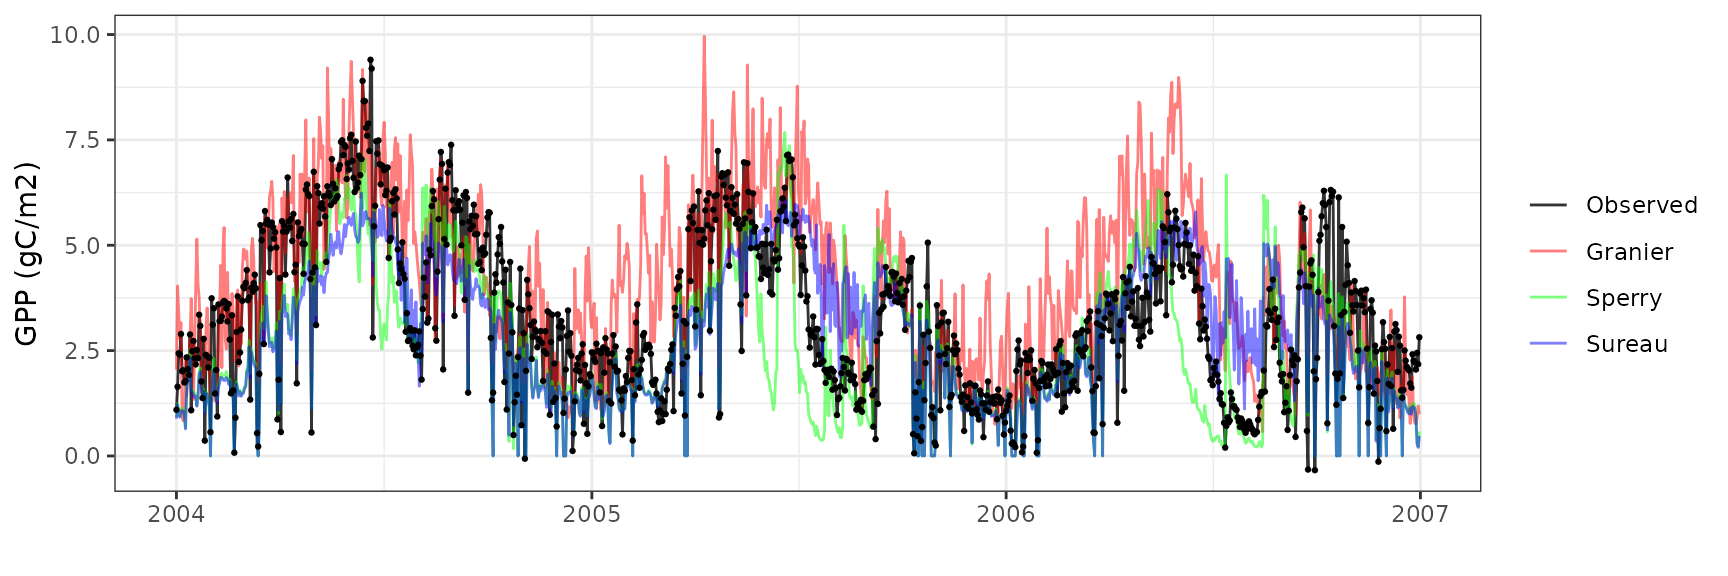 GPP (gC/m2)
10.0
7.5
5.0
2.5
0.0
2004 2005 2006 2007
Observed
Granier
Sperry
Sureau